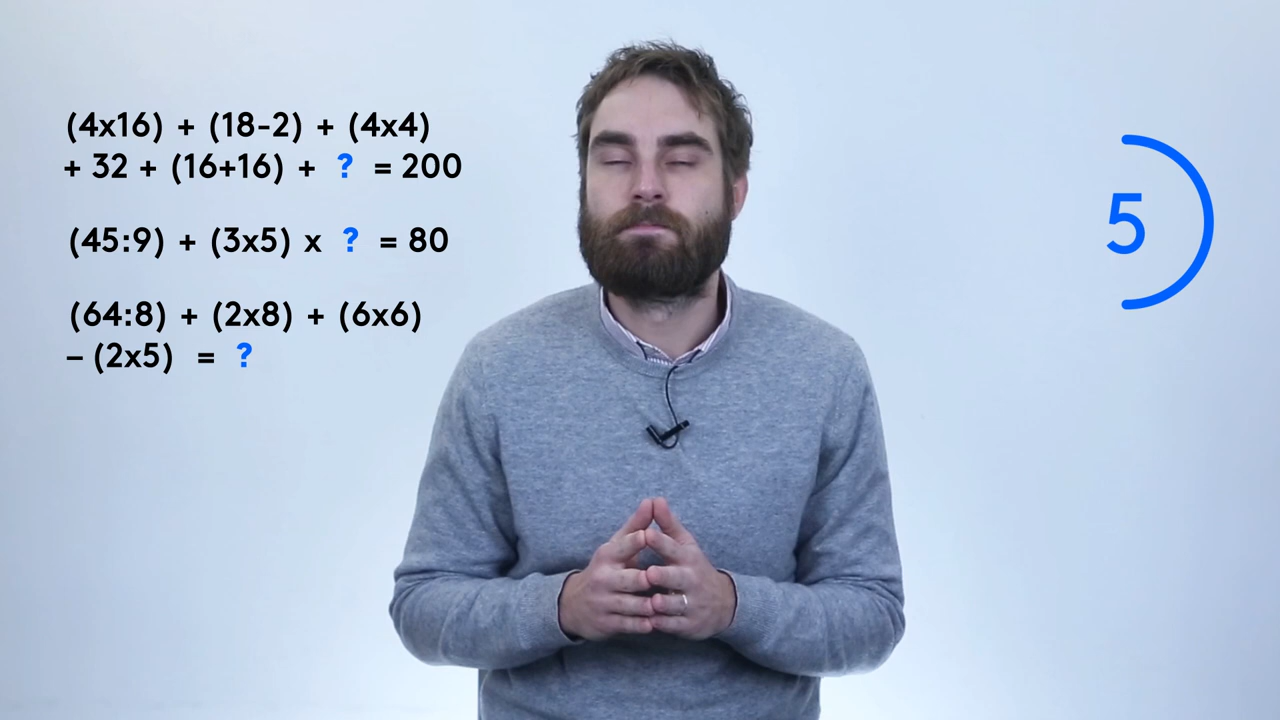 (4x16) + (18-2) + (4x4)
+ 32 + (16+16) + ? = 200
(45:9) + (3x5) x ? = 80
(64:8) + (2x8) + (6x6)
– (2x5) = ?
5